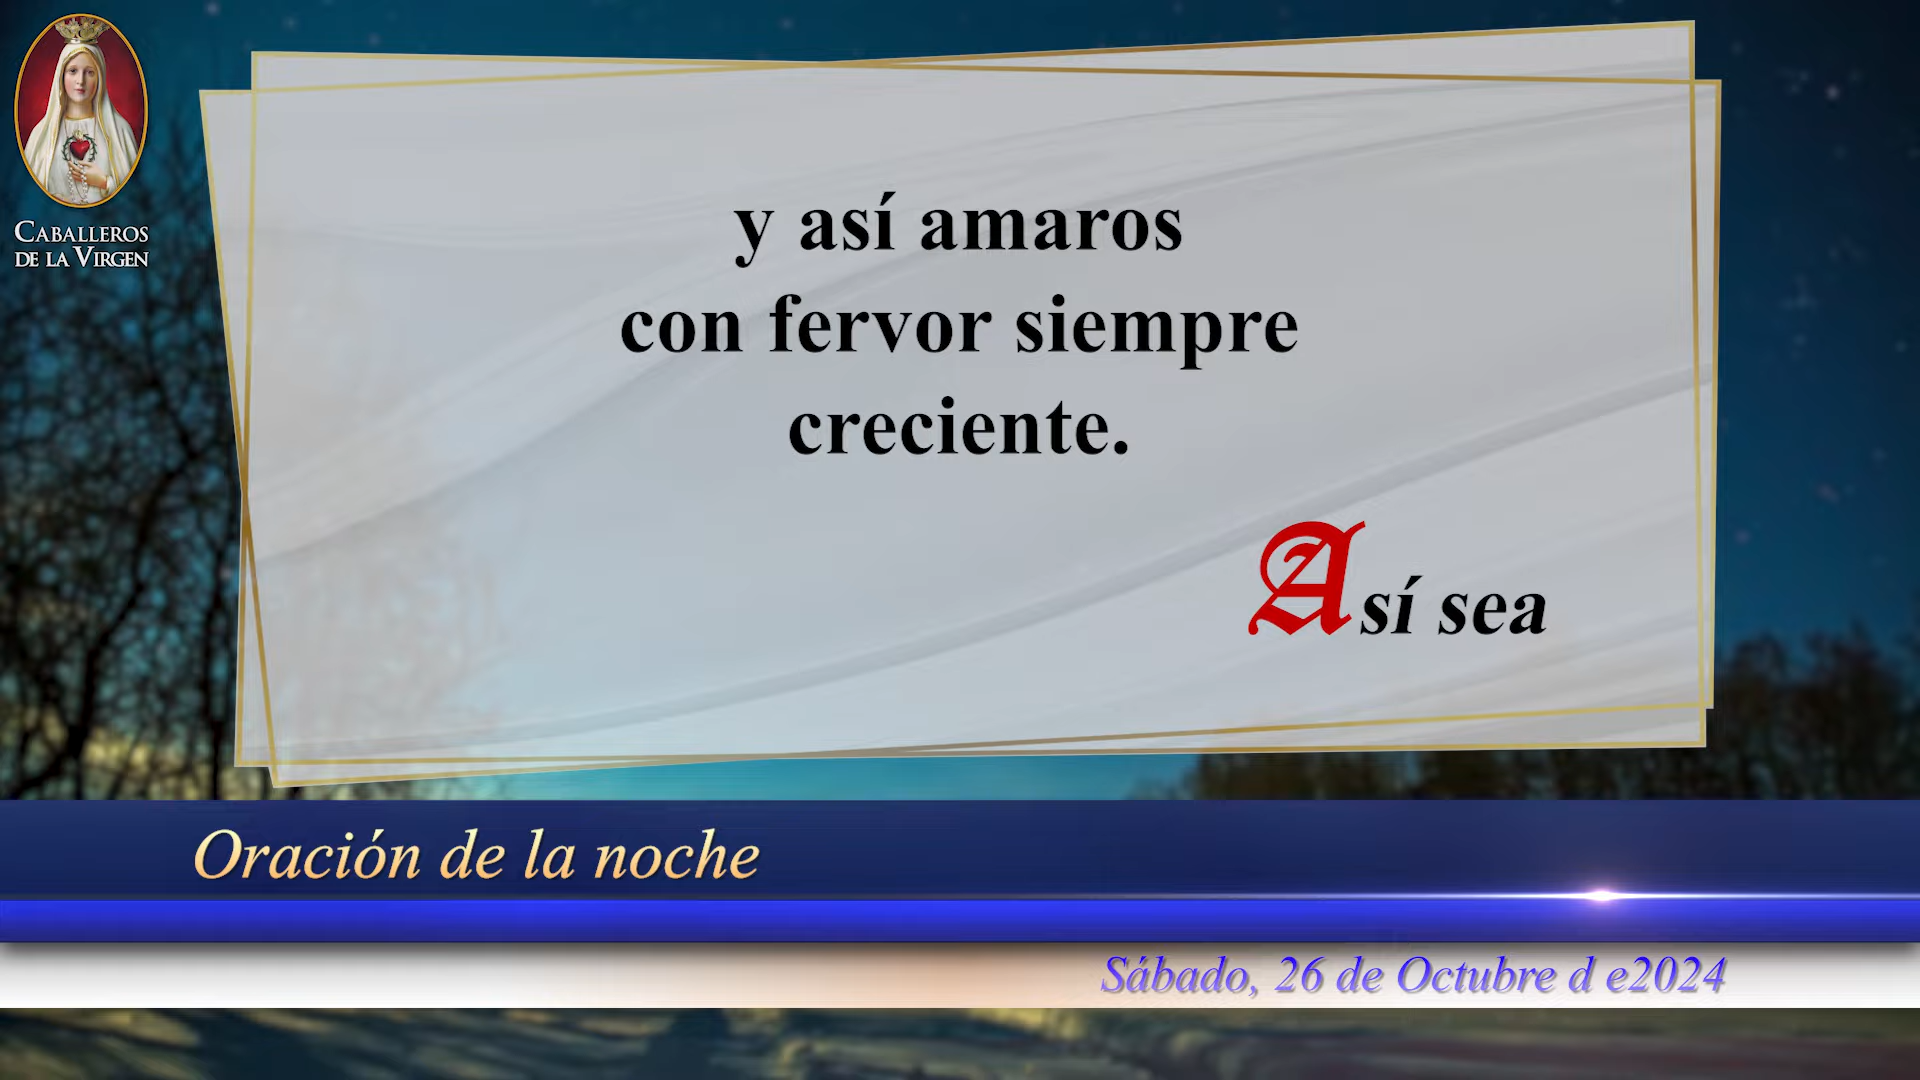 CABALLEROS
DE LA VIRGEN
y así amaros
con fervor siempre
creciente.
Así sea
Oración de la noche
Sábado, 26 de Octubre d e2024